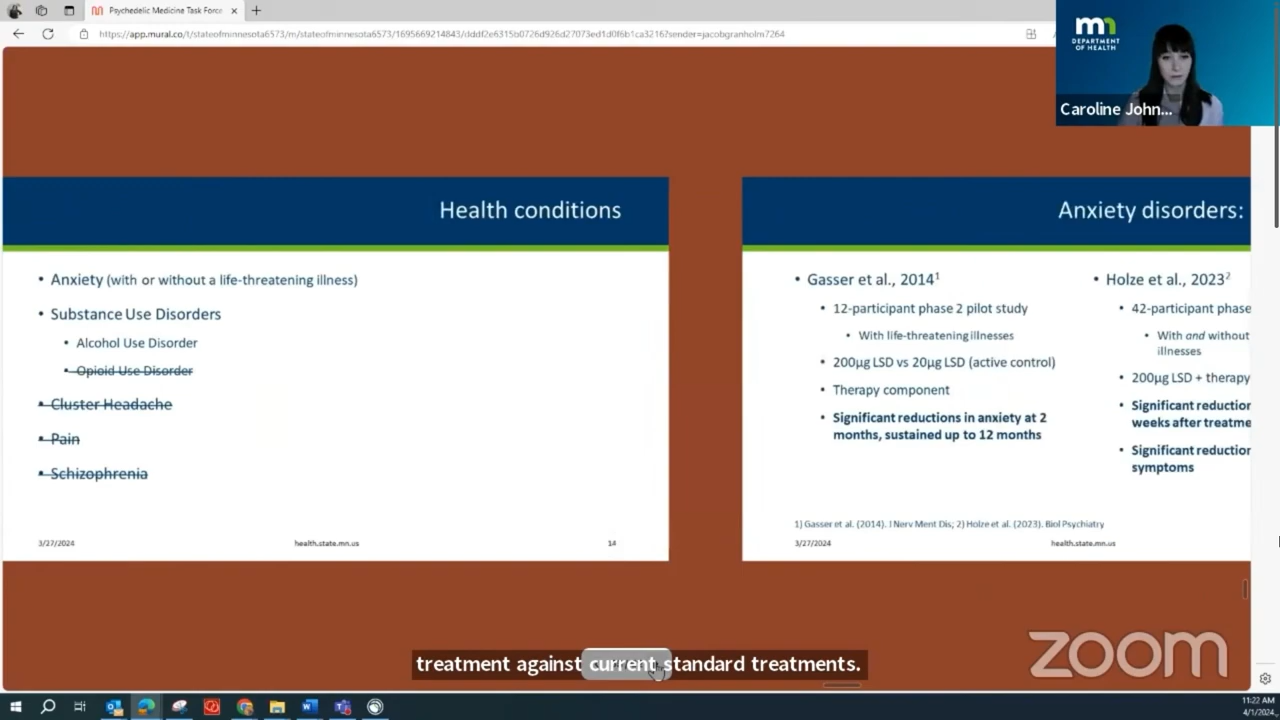 Psychedelic Medicine Task Force
https://app.mural.co/t/stateofminnesota6573/m/stateofminnesota6573/1695669214843/dddf2e6315b0726d926d27073ed1d0f6b1ca3216?sender=jacobgranholm7264
mn
DEPARTMENT
OF HEALTH
Caroline John...
Health conditions
• Anxiety (with or without a life-threatening illness)
• Substance Use Disorders
• Alcohol Use Disorder
• Opioid Use Disorder
• Cluster Headache
• Pain
• Schizophrenia
3/27/2024 health.state.mn.us 14
Anxiety disorders:
• Gasser et al., 2014¹
• 12-participant phase 2 pilot study
• With life-threatening illnesses
• 200µg LSD vs 20µg LSD (active control)
• Therapy component
• Significant reductions in anxiety at 2
months, sustained up to 12 months
• Holze et al., 2023²
• 42-participant phase
• With and without
illnesses
• 200µg LSD + therapy
• Significant reduction
weeks after treatme
• Significant reduction
symptoms
1) Gasser et al. (2014). J Nerv Ment Dis; 2) Holze et al. (2023). Biol Psychiatry
3/27/2024 health.state.mn.us
treatment against current standard treatments.
zoom
11:22 AM
4/1/2024